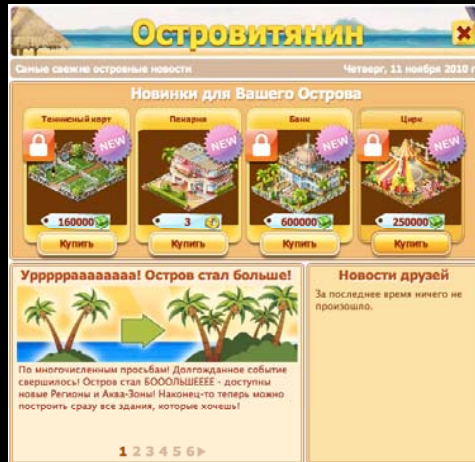 Островитянин
Самые свежие островные новости
Четверг, 11 ноября 2010 г
Новинки для Вашего Острова
Теннисный корт
Пекарня
Банк
Цирк
NEW
NEW
NEW
NEW
160000
3
600000
250000
Купить
Купить
Купить
Купить
Уррррраааааааа! Остров стал больше!
По многочисленным просьбам! Долгожданное событие
свершилось! Остров стал БОООЛЬШЕЕЕЕ - доступны
новые Регионы и Аква-Зоны! Наконец-то теперь можно
построить сразу все здания, которые хочешь!
1 2 3 4 5 6
Новости друзей
За последнее время ничего не
произошло.